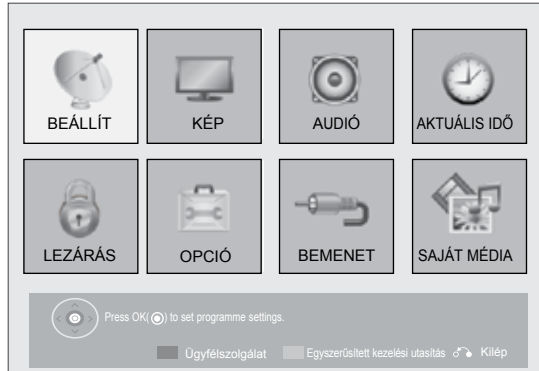 BEÁLLÍT KÉP AUDIÓ AKTUÁLIS IDŐ
LEZÁRÁS OPCIÓ BEMENET SAJÁT MÉDIA
Press OK( ) to set programme settings.
Ügyfélszolgálat Egyszerűsített kezelési utasítás Kilép